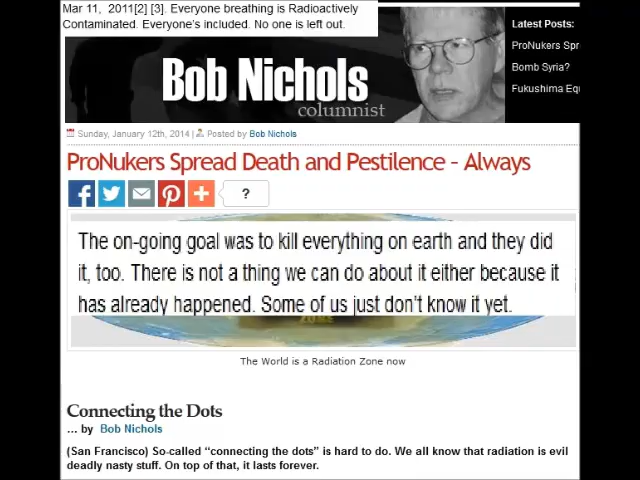 Mar 11, 2011[2] [3]. Everyone breathing is Radioactively
Contaminated. Everyone's included. No one is left out.
Latest Posts:
ProNukers Spr
Bomb Syria?
Fukushima Eq
Bob Nichols
columnist
Sunday, January 12th, 2014 | Posted by Bob Nichols
ProNukers Spread Death and Pestilence – Always
?
The on-going goal was to kill everything on earth and they did
it, too. There is not a thing we can do about it either because it
has already happened. Some of us just don't know it yet.
ZONE
The World is a Radiation Zone now
Connecting the Dots
... by Bob Nichols
(San Francisco) So-called “connecting the dots” is hard to do. We all know that radiation is evil
deadly nasty stuff. On top of that, it lasts forever.